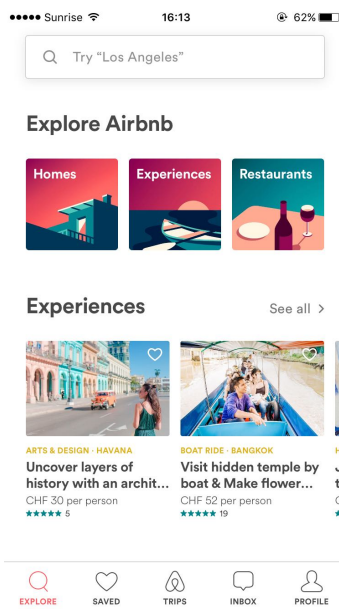 Sunrise 16:13 62%
Try “Los Angeles”
Explore Airbnb
Homes
Experiences
Restaurants
Experiences
See all
ARTS & DESIGN · HAVANA
Uncover layers of
history with an archit...
CHF 30 per person
5
BOAT RIDE · BANGKOK
Visit hidden temple by
boat & Make flower...
CHF 52 per person
19
EXPLORE
SAVED
TRIPS
INBOX
PROFILE